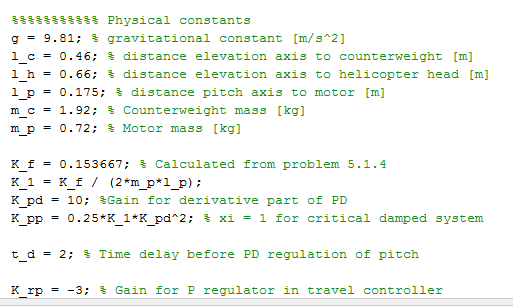 %%%%%%%%%%% Physical constants
g = 9.81; % gravitational constant [m/s^2]
l_c = 0.46; % distance elevation axis to counterweight [m]
l_h = 0.66; % distance elevation axis to helicopter head [m]
l_p = 0.175; % distance pitch axis to motor [m]
m_c = 1.92; % Counterweight mass [kg]
m_p = 0.72; % Motor mass [kg]
K_f = 0.153667; % Calculated from problem 5.1.4
K_1 = K_f / (2*m_p*l_p);
K_pd = 10; %Gain for derivative part of PD
K_pp = 0.25*K_1*K_pd^2; % xi = 1 for critical damped system
t_d = 2; % Time delay before PD regulation of pitch
K_rp = -3; % Gain for P regulator in travel controller